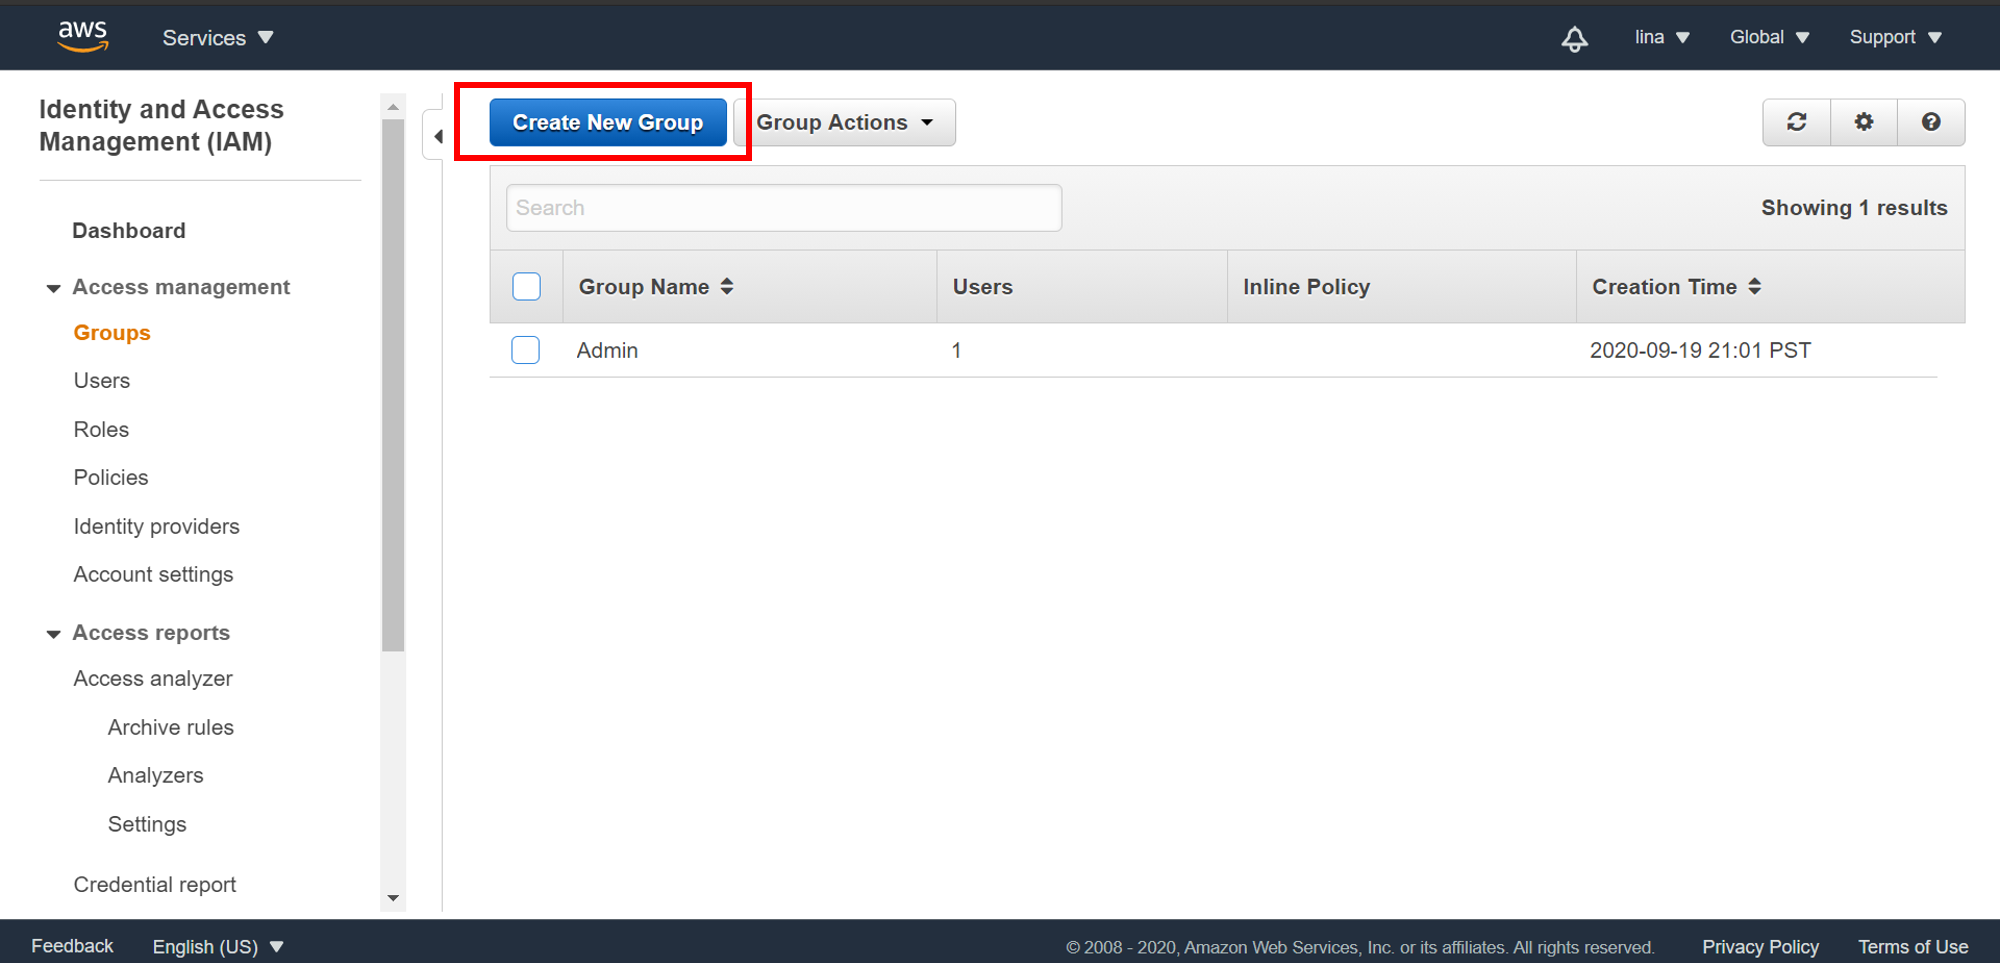 aws
Services
lina
Global
Support
Identity and Access
Management (IAM)
Dashboard
Access management
Groups
Users
Roles
Policies
Identity providers
Account settings
Access reports
Access analyzer
Archive rules
Analyzers
Settings
Credential report
Create New Group
Group Actions
Search
Showing 1 results
Group Name
Users
Inline Policy
Creation Time
Admin
1
2020-09-19 21:01 PST
Feedback
English (US)
© 2008 - 2020, Amazon Web Services, Inc. or its affiliates. All rights reserved.
Privacy Policy
Terms of Use